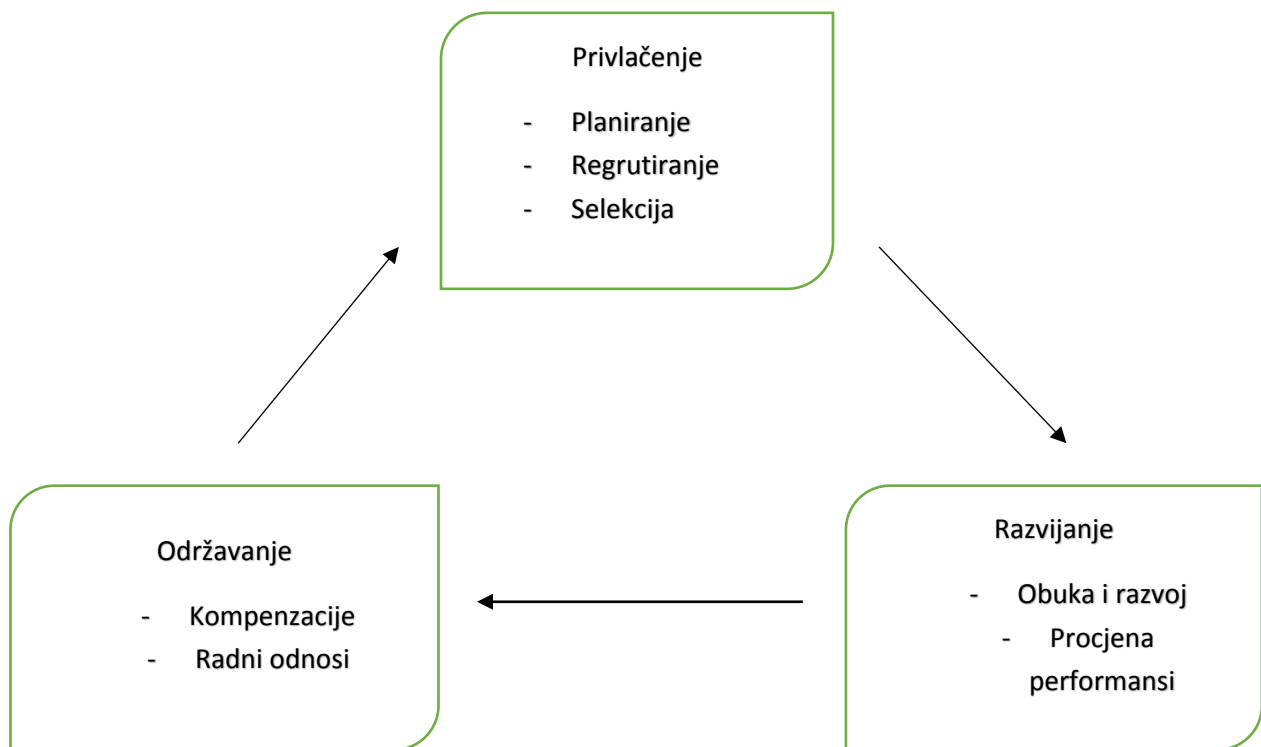 Privlačenje
- Planiranje
- Regrutiranje
- Selekcija
Održavanje
- Kompenzacije
- Radni odnosi
Razvijanje
- Obuka i razvoj
- Procjena
performansi